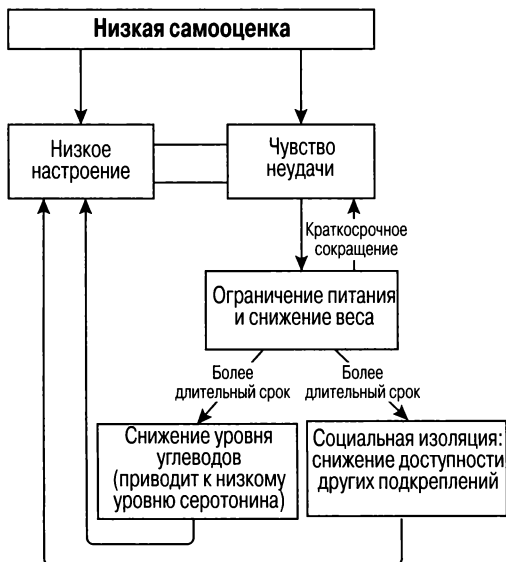 Низкая самооценка
Низкое
настроение
Чувство
неудачи
Краткосрочное
сокращение
Ограничение питания
и снижение веса
Более
длительный срок
Более
длительный срок
Снижение уровня
углеводов
(приводит к низкому
уровню серотонина)
Социальная изоляция:
снижение доступности
других подкреплений